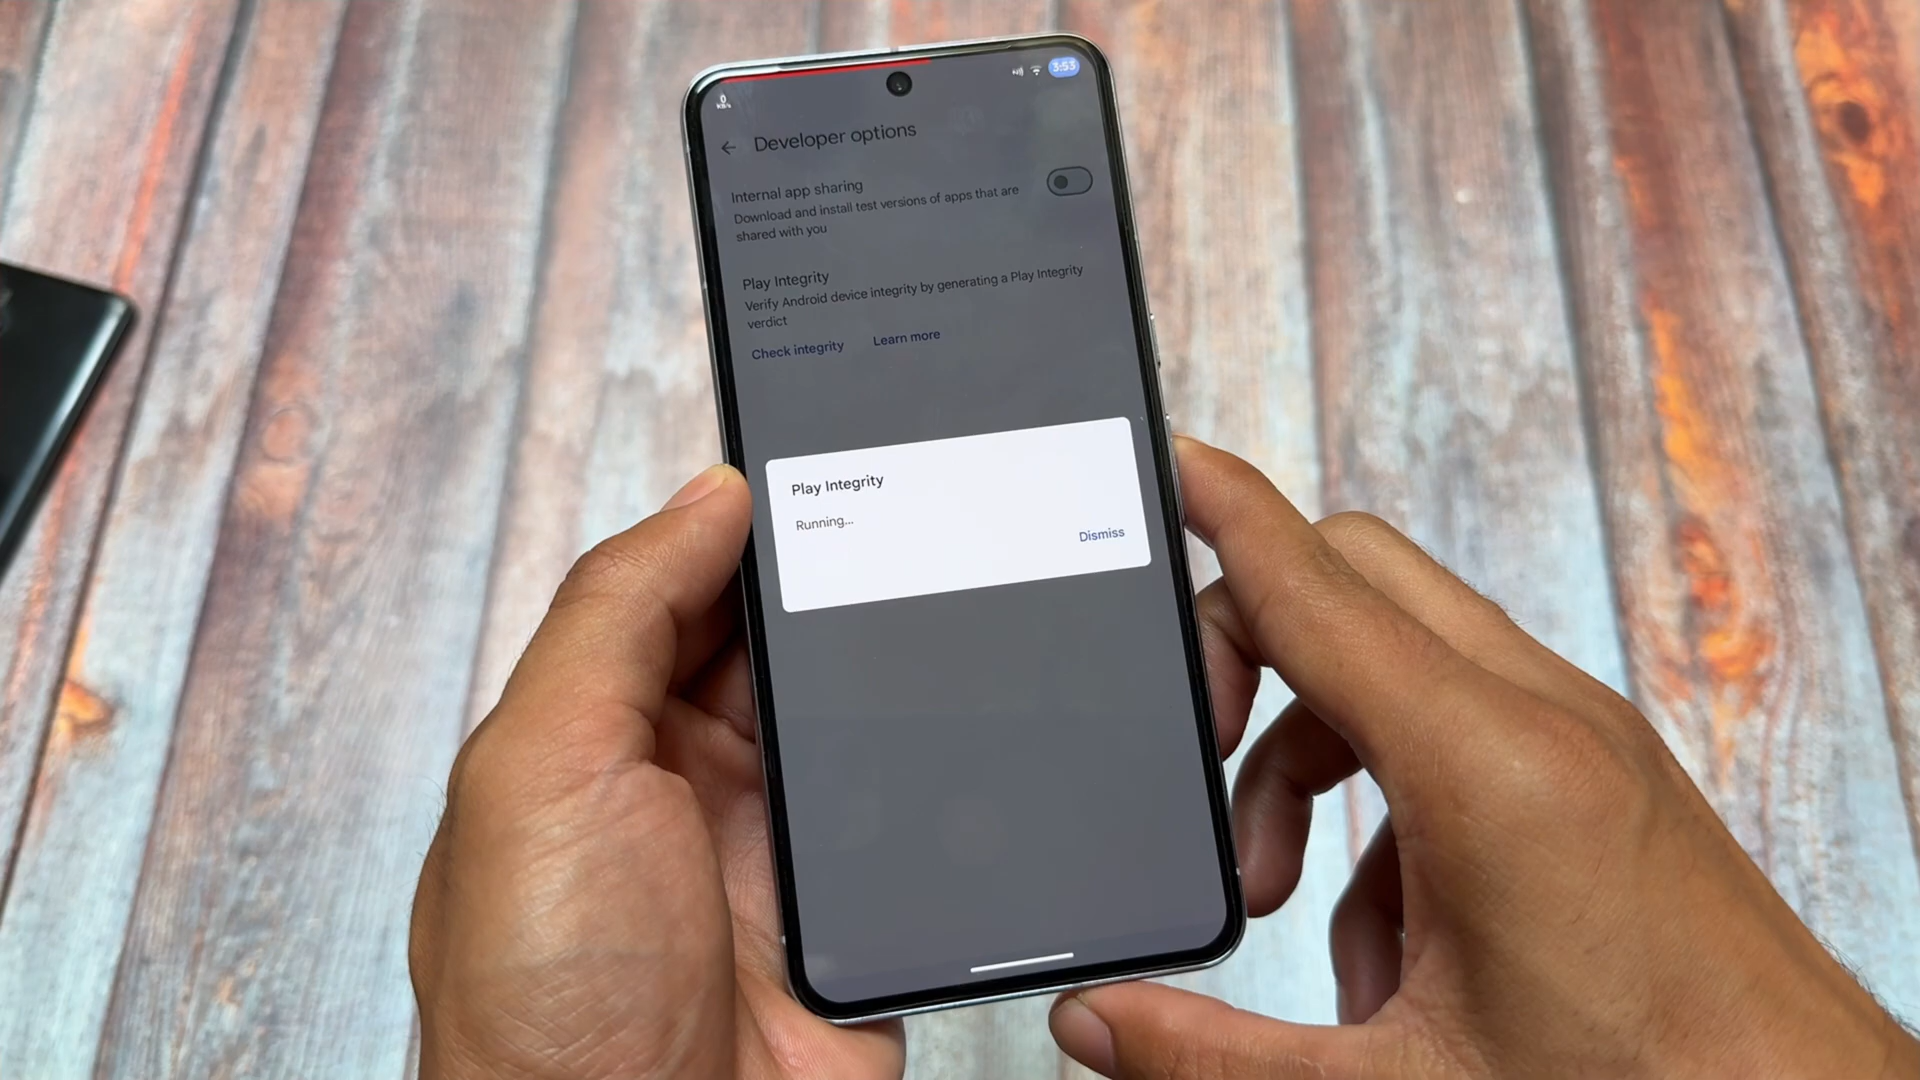 0
KB/s
3:53
Developer options
Internal app sharing
Download and install test versions of apps that are
shared with you
Play Integrity
Verify Android device integrity by generating a Play Integrity
verdict
Check integrity Learn more
Play Integrity
Running...
Dismiss